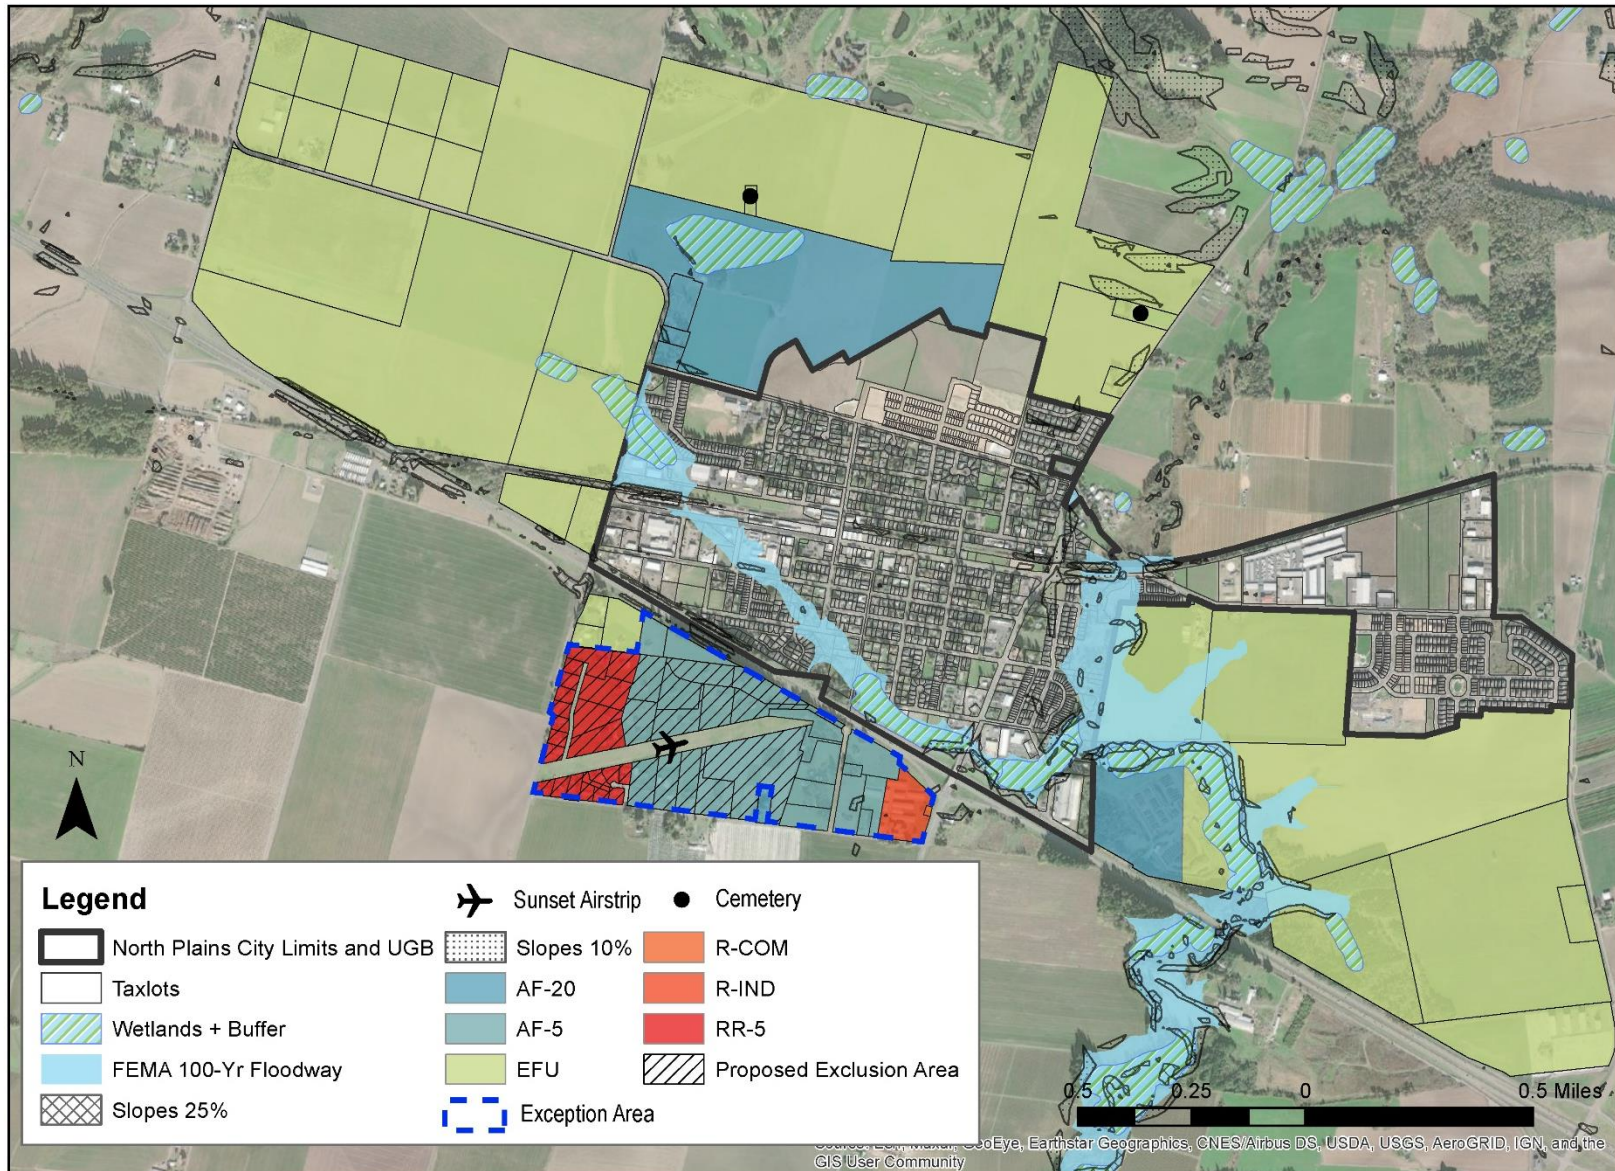 N
Legend
North Plains City Limits and UGB
Taxlots
Wetlands + Buffer
FEMA 100-Yr Floodway
Slopes 25%
Sunset Airstrip
Slopes 10%
AF-20
AF-5
EFU
Exception Area
Cemetery
R-COM
R-IND
RR-5
Proposed Exclusion Area
0.5 0.25 0 0.5 Miles
GeoEye, Earthstar Geographics, CNES/Airbus DS, USDA, USGS, AeroGRID, IGN, and the
GIS User Community